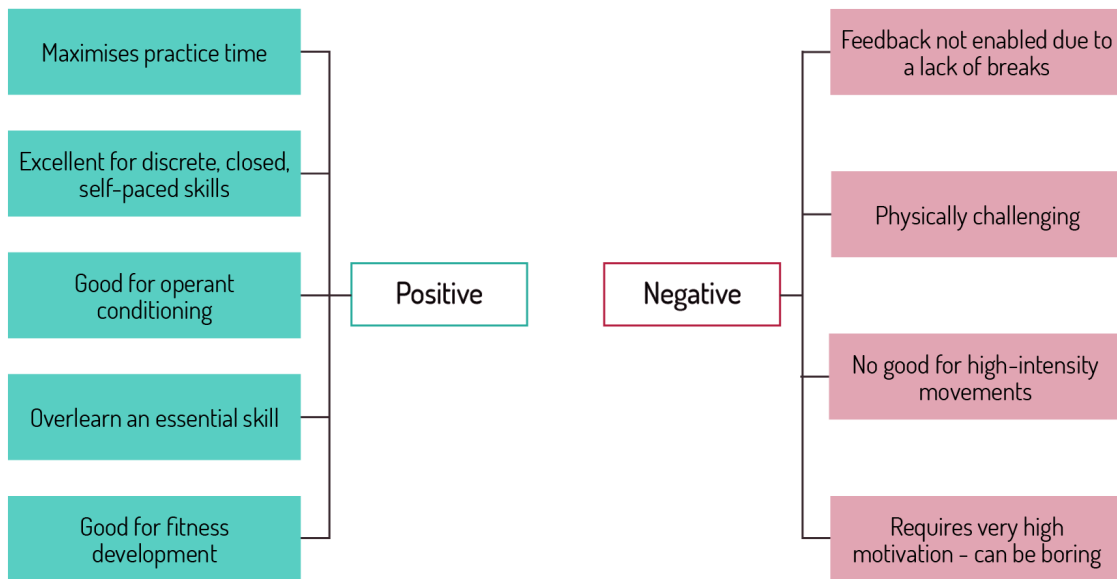 Maximises practice time
Excellent for discrete, closed,
self-paced skills
Good for operant
conditioning
Overlearn an essential skill
Good for fitness
development
Positive
Negative
Feedback not enabled due to
a lack of breaks
Physically challenging
No good for high-intensity
movements
Requires very high
motivation - can be boring